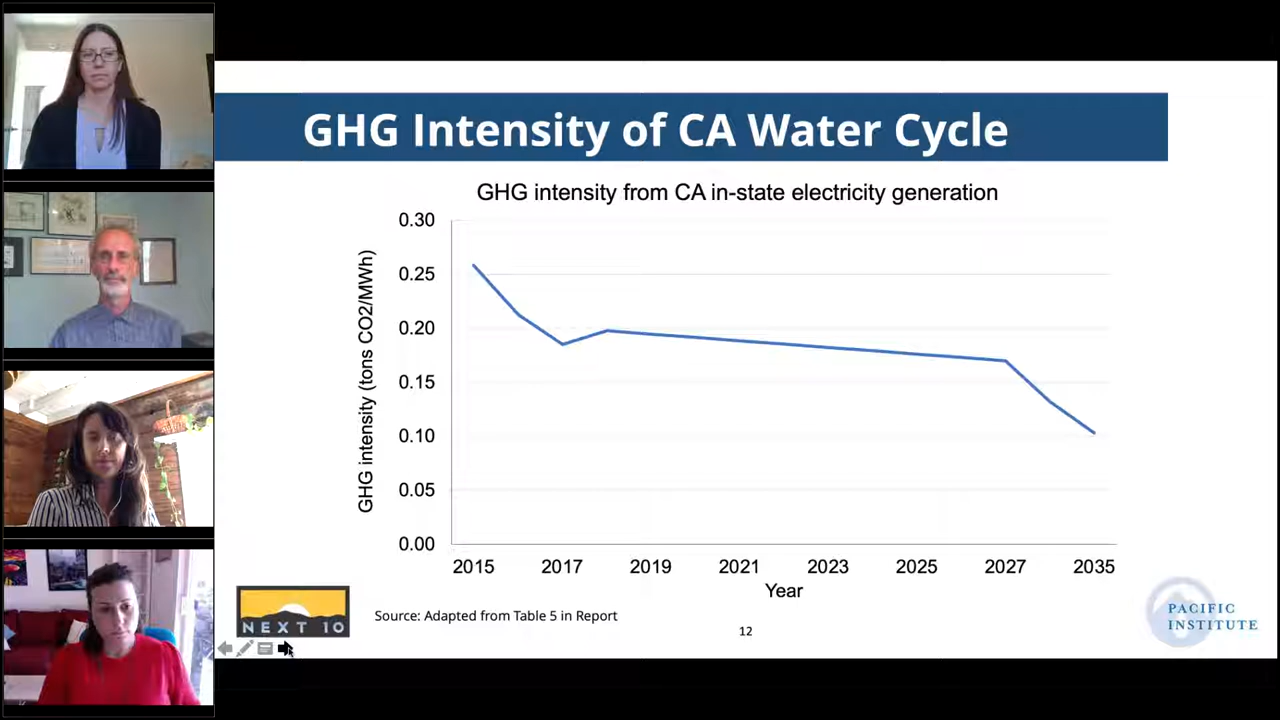 GHG Intensity of CA Water Cycle
GHG intensity from CA in-state electricity generation
GHG intensity (tons CO2/MWh)
0.30
0.25
0.20
0.15
0.10
0.05
0.00
2015 2017 2019 2021 2023 2025 2027 2035
Year
NEXT 10
Source: Adapted from Table 5 in Report
12
PACIFIC
INSTITUTE